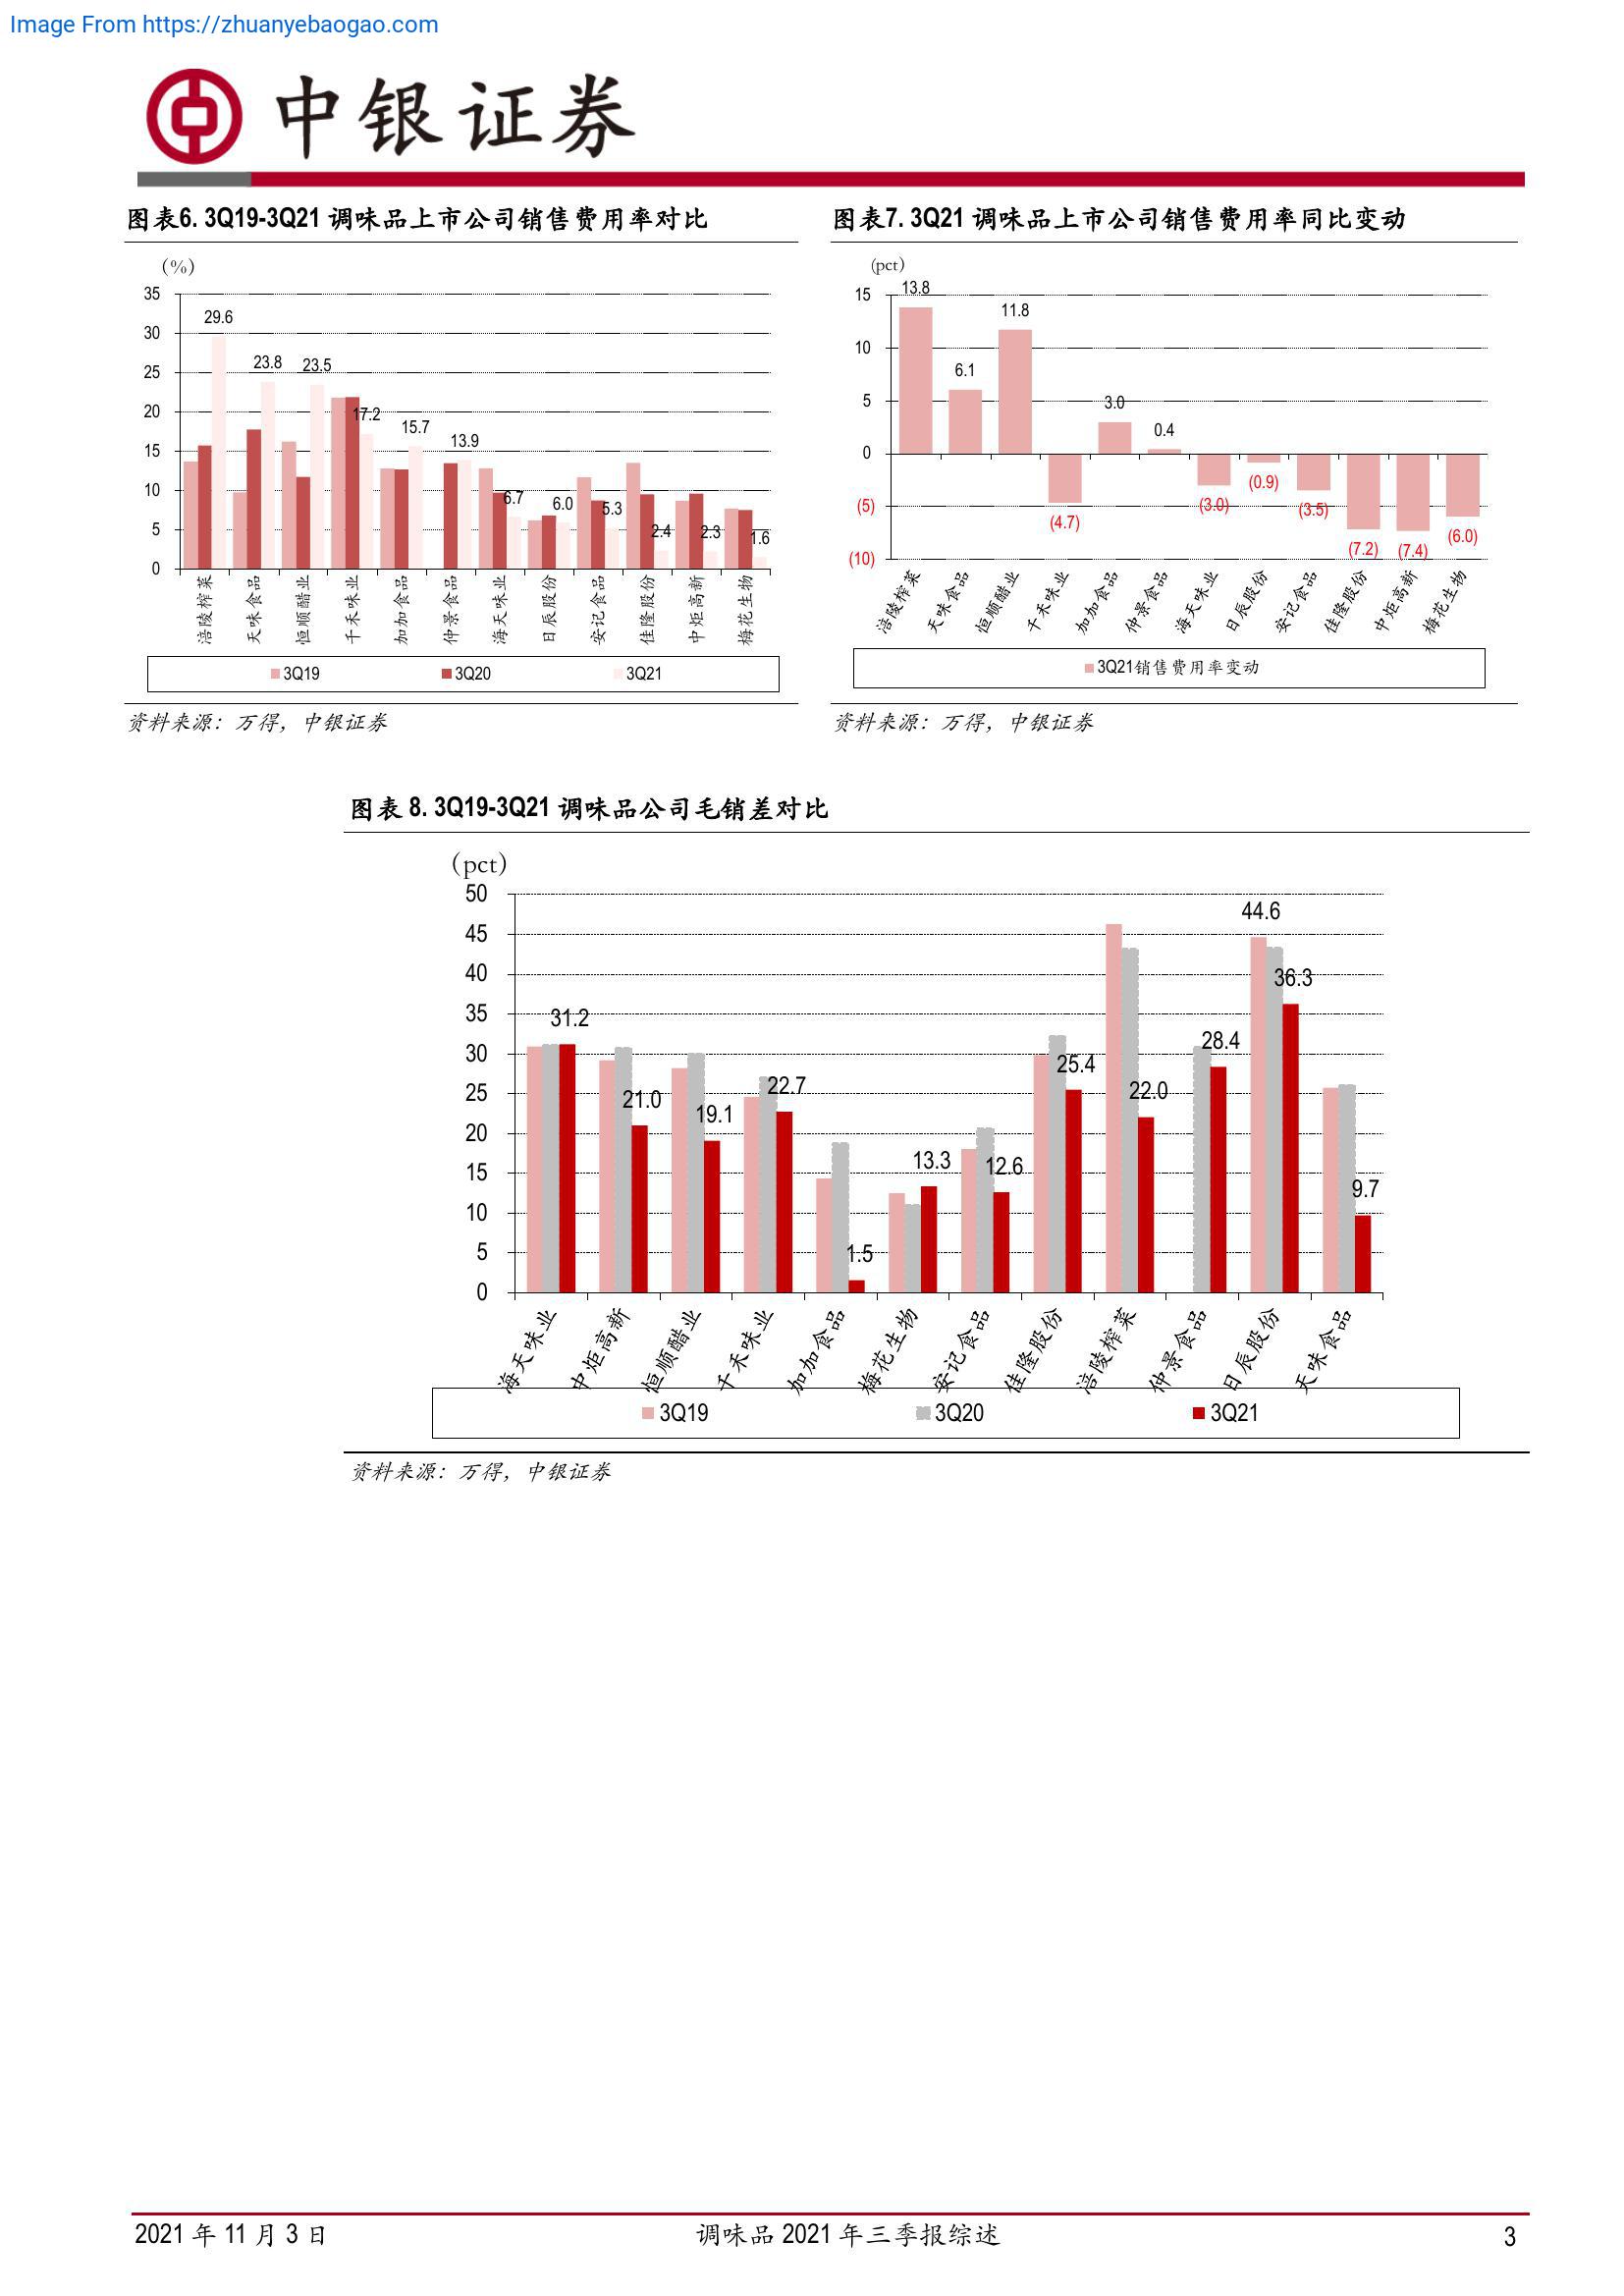 Image From https://zhuanyebaogao.com
中银证券
图表6. 3Q19-3Q21 调味品上市公司销售费用率对比
(%)
35
30
25
20
15
10
5
0
29.6
23.8
23.5
17.2
15.7
13.9
6.7
6.0
5.3
2.4
2.3
1.6
涪陵榨菜
天味食品
恒顺醋业
千禾味业
加加食品
仲景食品
海天味业
日辰股份
安记食品
佳隆股份
中炬高新
梅花生物
3Q19 3Q20 3Q21
资料来源：万得，中银证券
图表7. 3Q21 调味品上市公司销售费用率同比变动
(pct)
15
10
5
0
(5)
(10)
13.8
6.1
11.8
(4.7)
3.0
0.4
(3.0)
(0.9)
(3.5)
(7.2)
(7.4)
(6.0)
涪陵榨菜
天味食品
恒顺醋业
千禾味业
加加食品
仲景食品
海天味业
日辰股份
安记食品
佳隆股份
中炬高新
梅花生物
3Q21销售费用率变动
资料来源：万得，中银证券
图表 8. 3Q19-3Q21 调味品公司毛销差对比
(pct)
50
45
40
35
30
25
20
15
10
5
0
31.2
21.0
19.1
22.7
1.5
13.3
12.6
25.4
22.0
28.4
44.6
36.3
9.7
海天味业
中炬高新
恒顺醋业
千禾味业
加加食品
梅花生物
安记食品
佳隆股份
涪陵榨菜
仲景食品
日辰股份
天味食品
3Q19 3Q20 3Q21
资料来源：万得，中银证券
2021 年 11 月 3 日 调味品 2021 年三季报综述 3